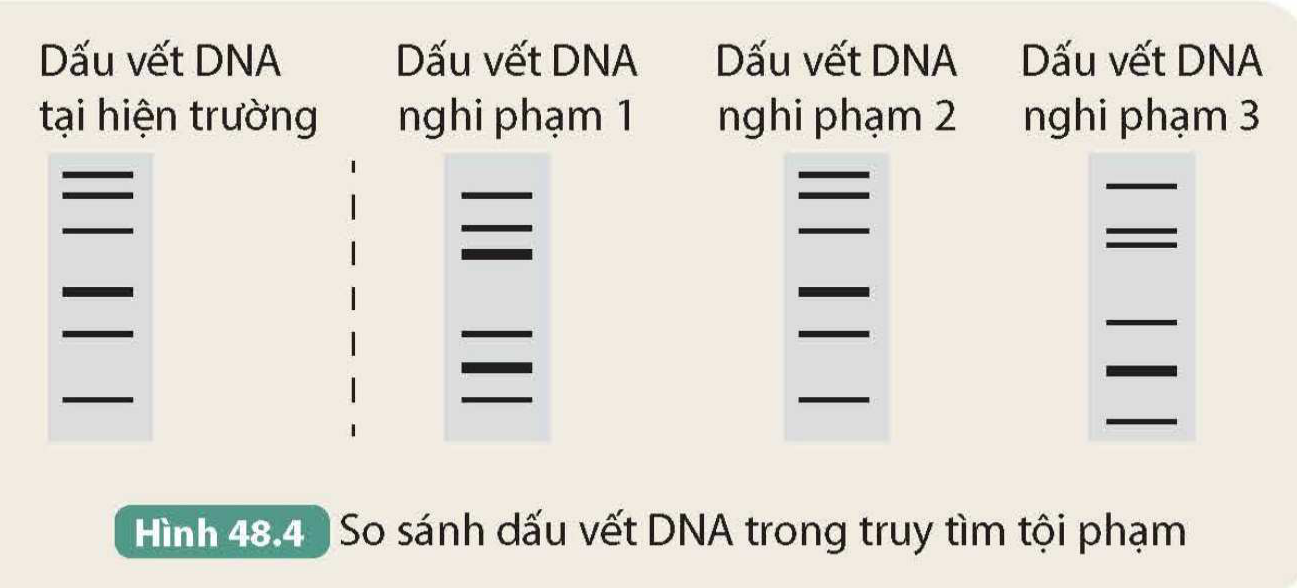 Dấu vết DNA
tại hiện trường
Dấu vết DNA
nghi phạm 1
Dấu vết DNA
nghi phạm 2
Dấu vết DNA
nghi phạm 3
Hình 48.4 So sánh dấu vết DNA trong truy tìm tội phạm